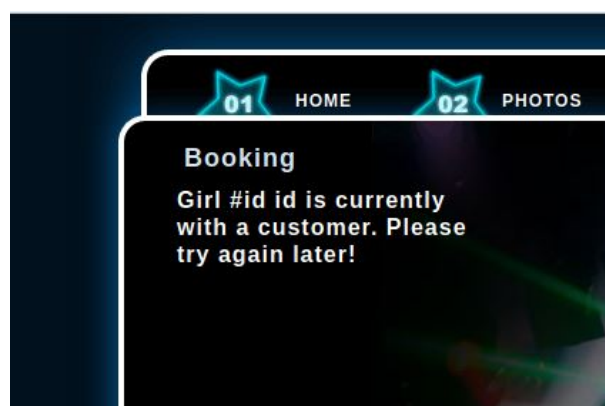 01 HOME 02 PHOTOS
Booking
Girl #id id is currently
with a customer. Please
try again later!